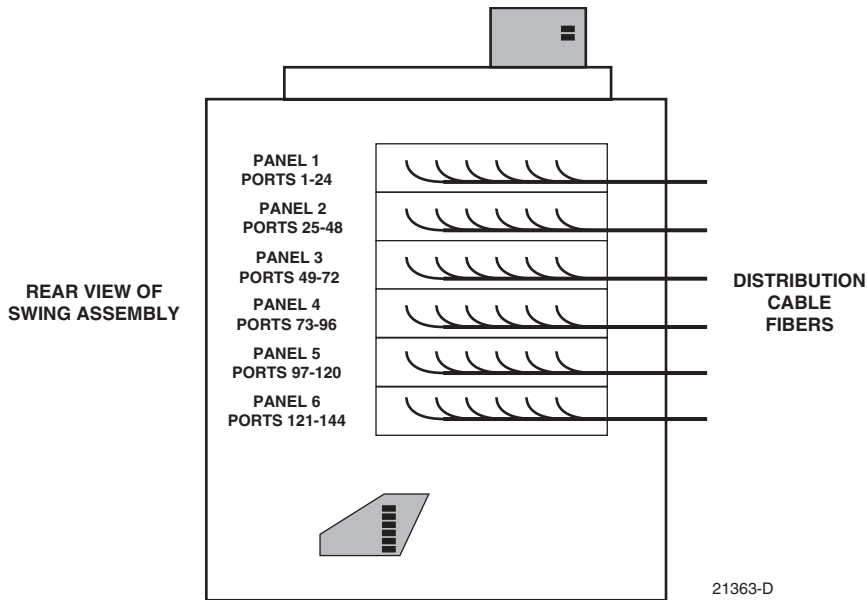 PANEL 1
PORTS 1-24
PANEL 2
PORTS 25-48
PANEL 3
PORTS 49-72
PANEL 4
PORTS 73-96
PANEL 5
PORTS 97-120
PANEL 6
PORTS 121-144
REAR VIEW OF
SWING ASSEMBLY
DISTRIBUTION
CABLE
FIBERS
21363-D